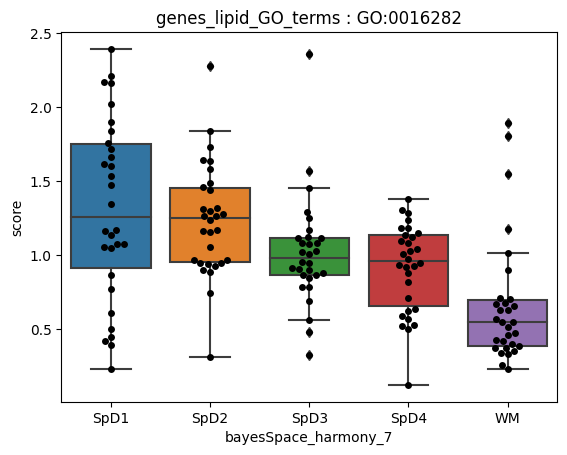 genes_lipid_GO_terms : GO:0016282
2.5
2.0
1.5
1.0
0.5
score
SpD1 SpD2 SpD3 SpD4 WM
bayesSpace_harmony_7